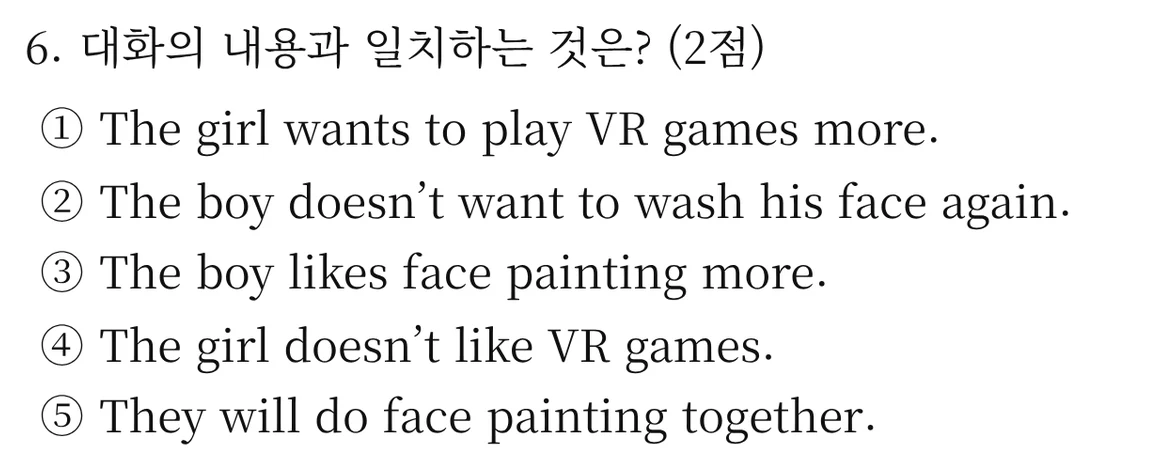 6. 대화의 내용과 일치하는 것은? (2점)
① The girl wants to play VR games more.
② The boy doesn’t want to wash his face again.
③ The boy likes face painting more.
④ The girl doesn’t like VR games.
⑤ They will do face painting together.